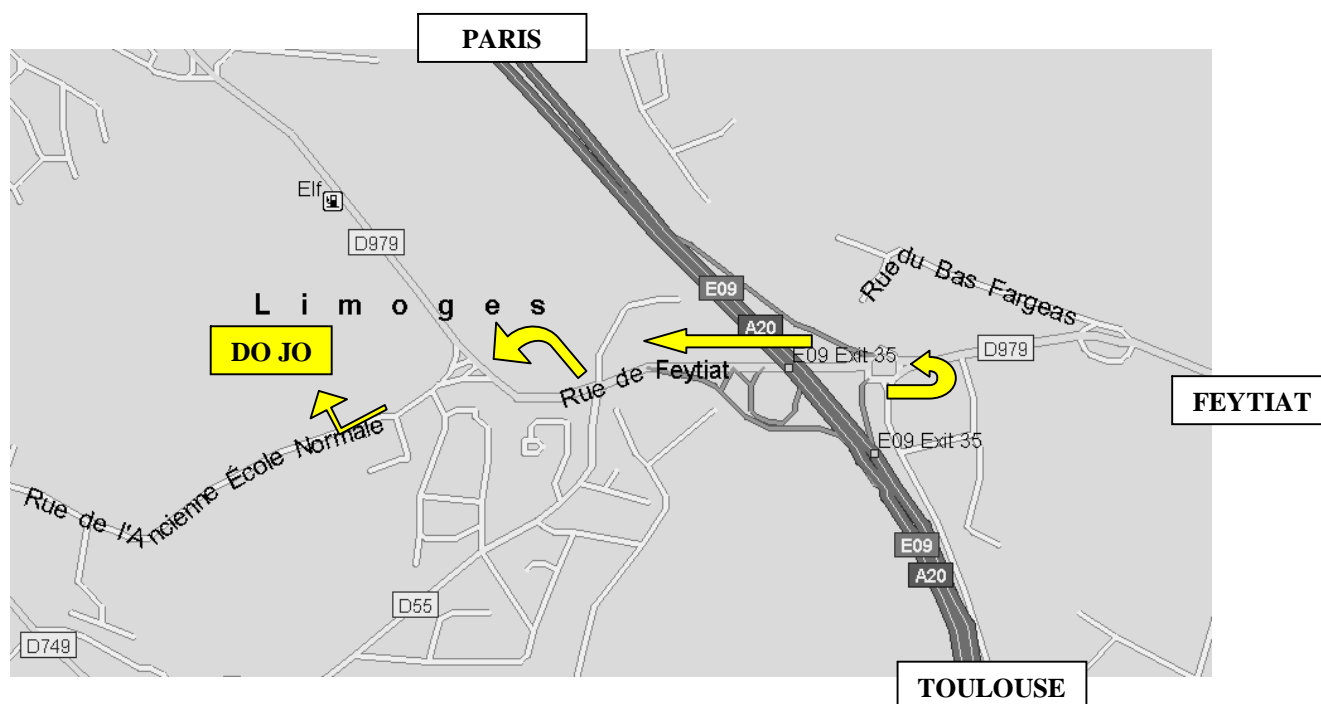 PARIS
Elf
D979
E09
Rue du Bas Fargeas
L i m o g e s
A20
DO JO
E09 Exit 35
D979
Rue de Feytiat
FEYTIAT
E09 Exit 35
Rue de l'Ancienne École Normale
E09
A20
D55
D749
TOULOUSE